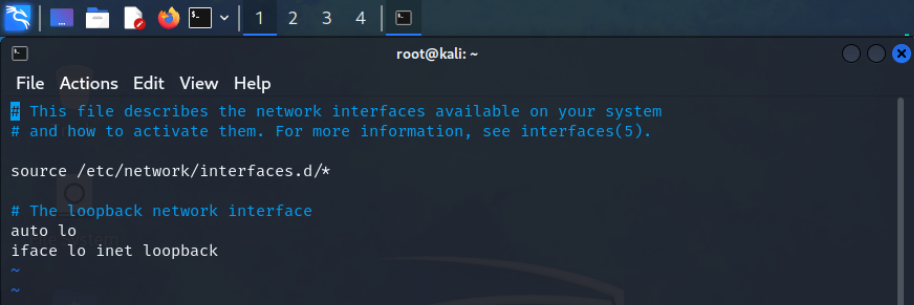 1 2 3 4
root@kali: ~
File Actions Edit View Help
# This file describes the network interfaces available on your system
# and how to activate them. For more information, see interfaces(5).
source /etc/network/interfaces.d/*
# The loopback network interface
auto lo
iface lo inet loopback
~
~